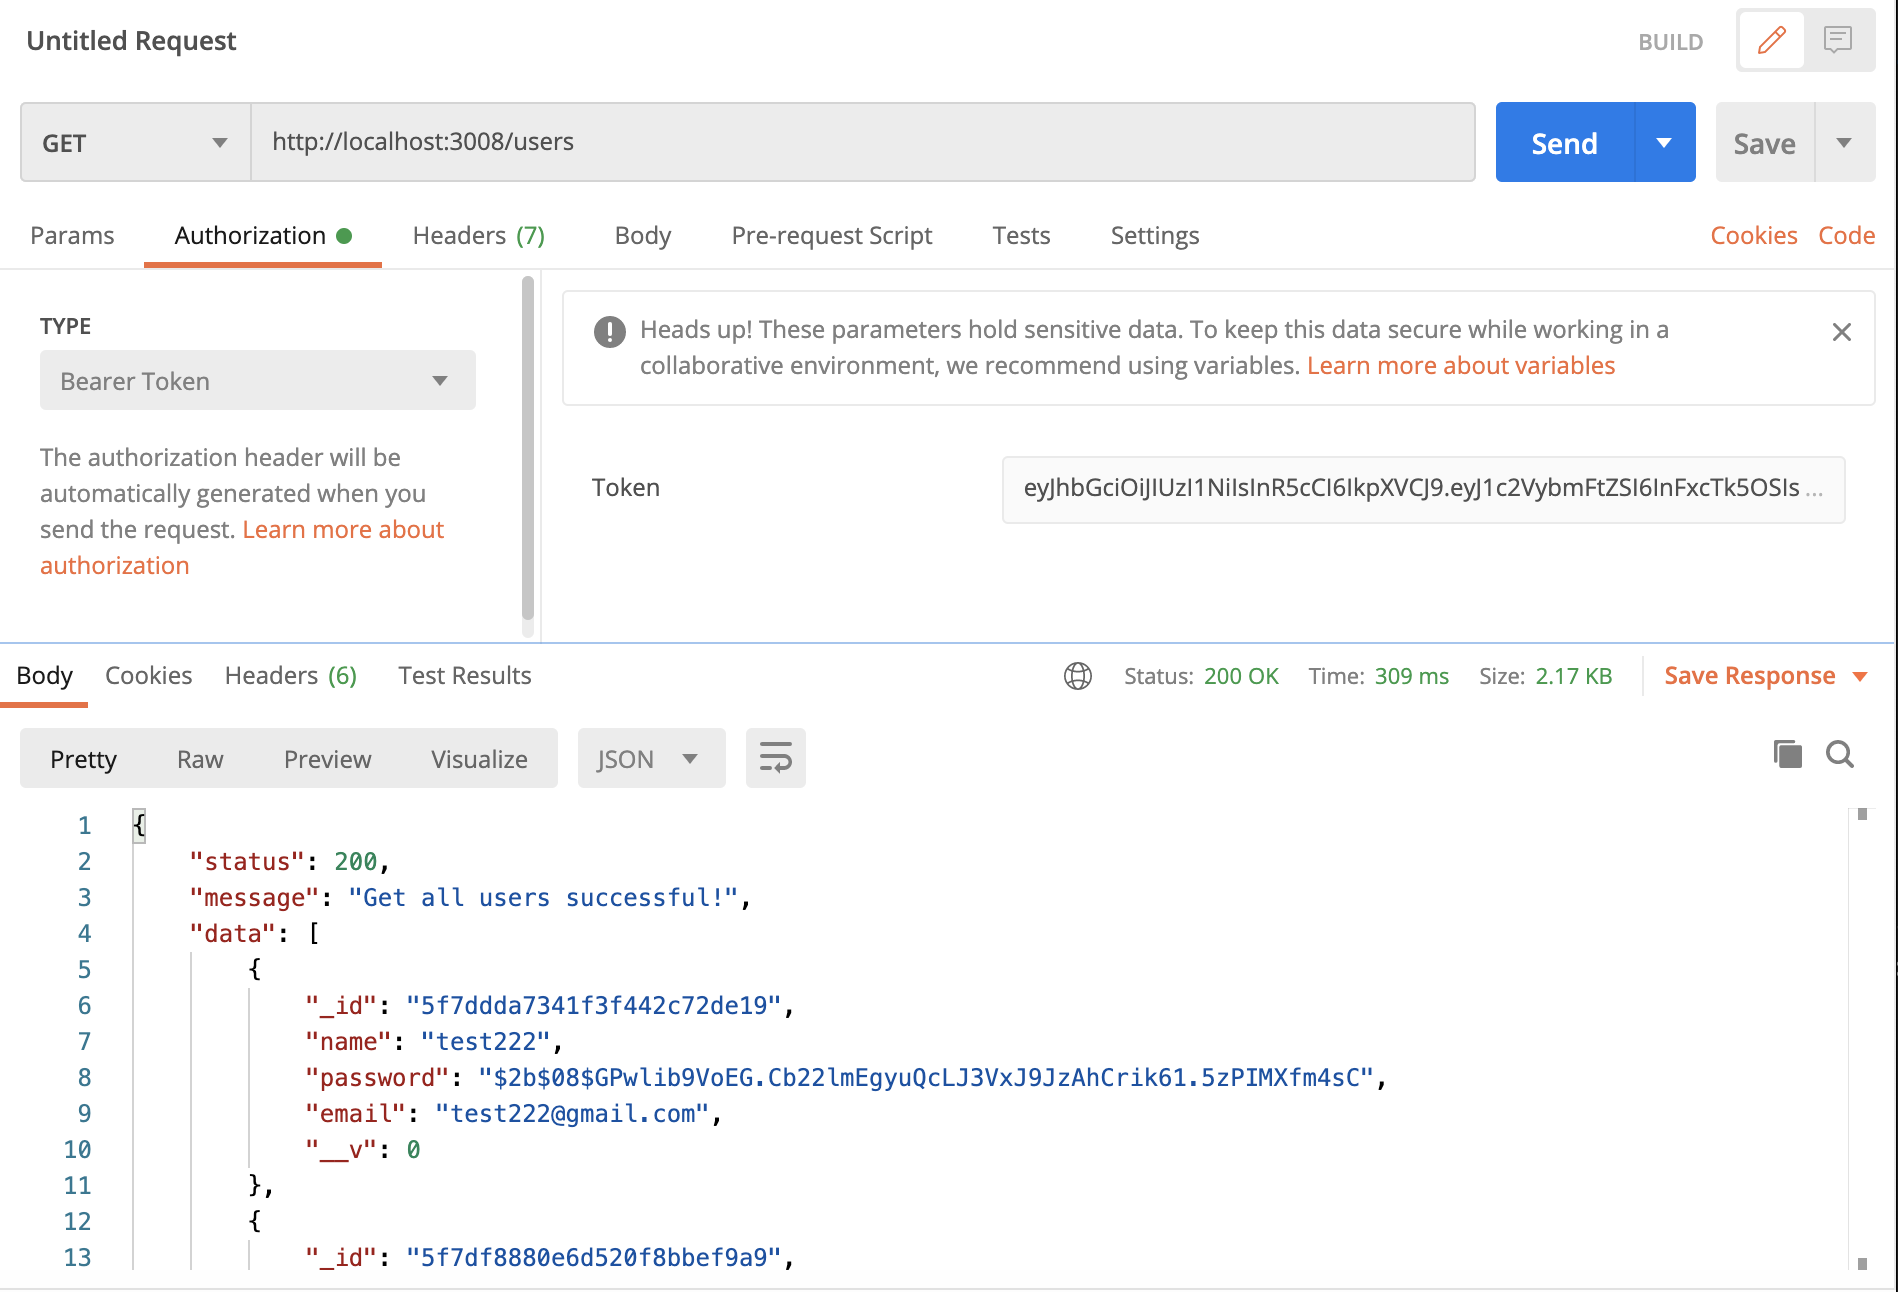 Untitled Request
BUILD
GET
http://localhost:3008/users
Send
Save
Params
Authorization
Headers (7)
Body
Pre-request Script
Tests
Settings
Cookies
Code
TYPE
Bearer Token
The authorization header will be
automatically generated when you
send the request. Learn more about
authorization
Heads up! These parameters hold sensitive data. To keep this data secure while working in a
collaborative environment, we recommend using variables. Learn more about variables
Token
eyJhbGciOiJIUzI1NiIsInR5cCI6IkpXVCJ9.eyJ1c2VybmFtZSI6InFxcTk5OSIs ...
Body
Cookies
Headers (6)
Test Results
Status: 200 OK
Time: 309 ms
Size: 2.17 KB
Save Response
Pretty
Raw
Preview
Visualize
JSON
1 {
2 "status": 200,
3 "message": "Get all users successful!",
4 "data": [
5 {
6 "_id": "5f7ddda7341f3f442c72de19",
7 "name": "test222",
8 "password": "$2b$08$GPwlib9VoEG.Cb22lmEgyuQcLJ3VxJ9JzAhCrik61.5zPIMXfm4sC",
9 "email": "test222@gmail.com",
10 "__v": 0
11 },
12 {
13 "_id": "5f7df8880e6d520f8bbef9a9",